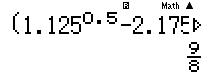 R Math ▲
(1.125^0.5-2.175▷
9/8